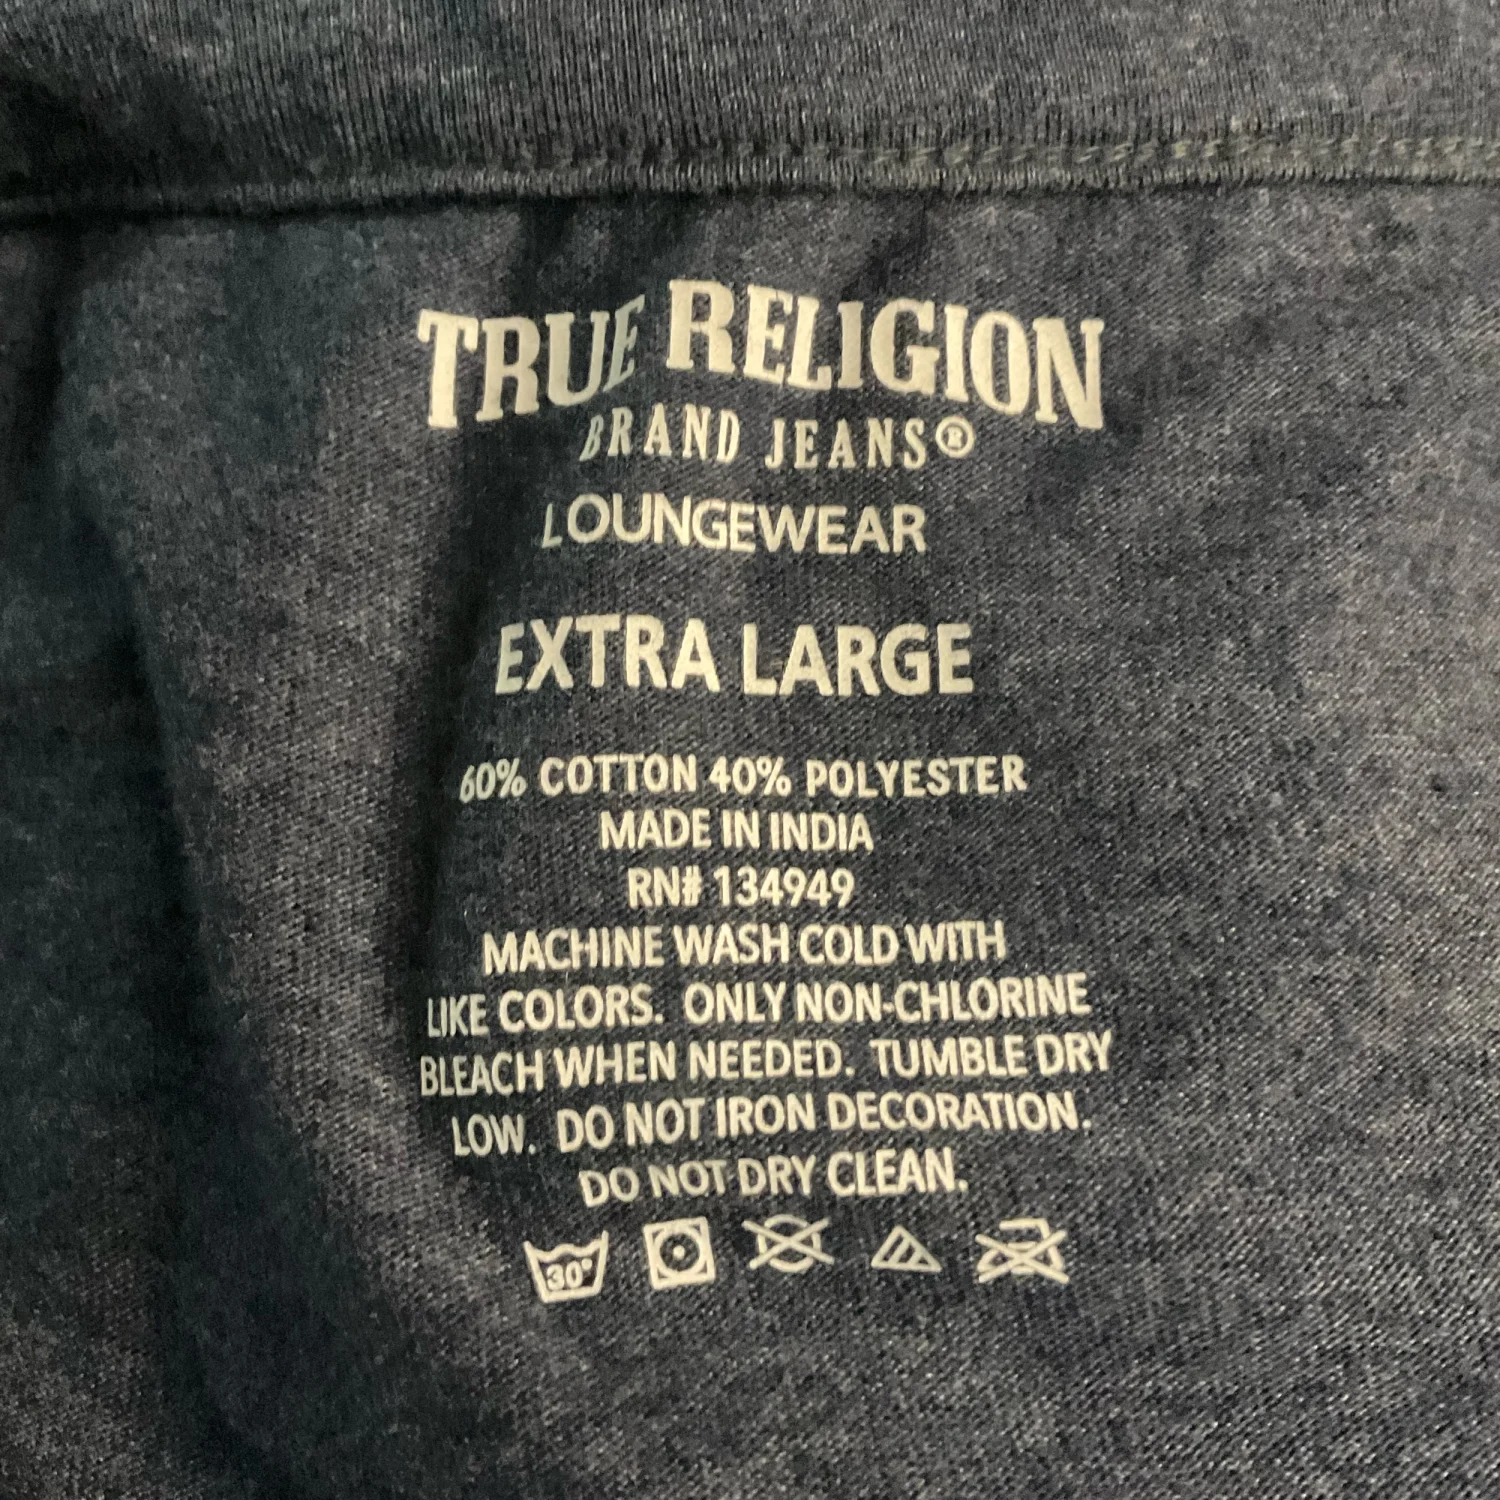 TRUE RELIGION
BRAND JEANS®
LOUNGEWEAR
EXTRA LARGE
60% COTTON 40% POLYESTER
MADE IN INDIA
RN# 134949
MACHINE WASH COLD WITH
LIKE COLORS. ONLY NON-CHLORINE
BLEACH WHEN NEEDED. TUMBLE DRY
LOW. DO NOT IRON DECORATION.
DO NOT DRY CLEAN.
30°